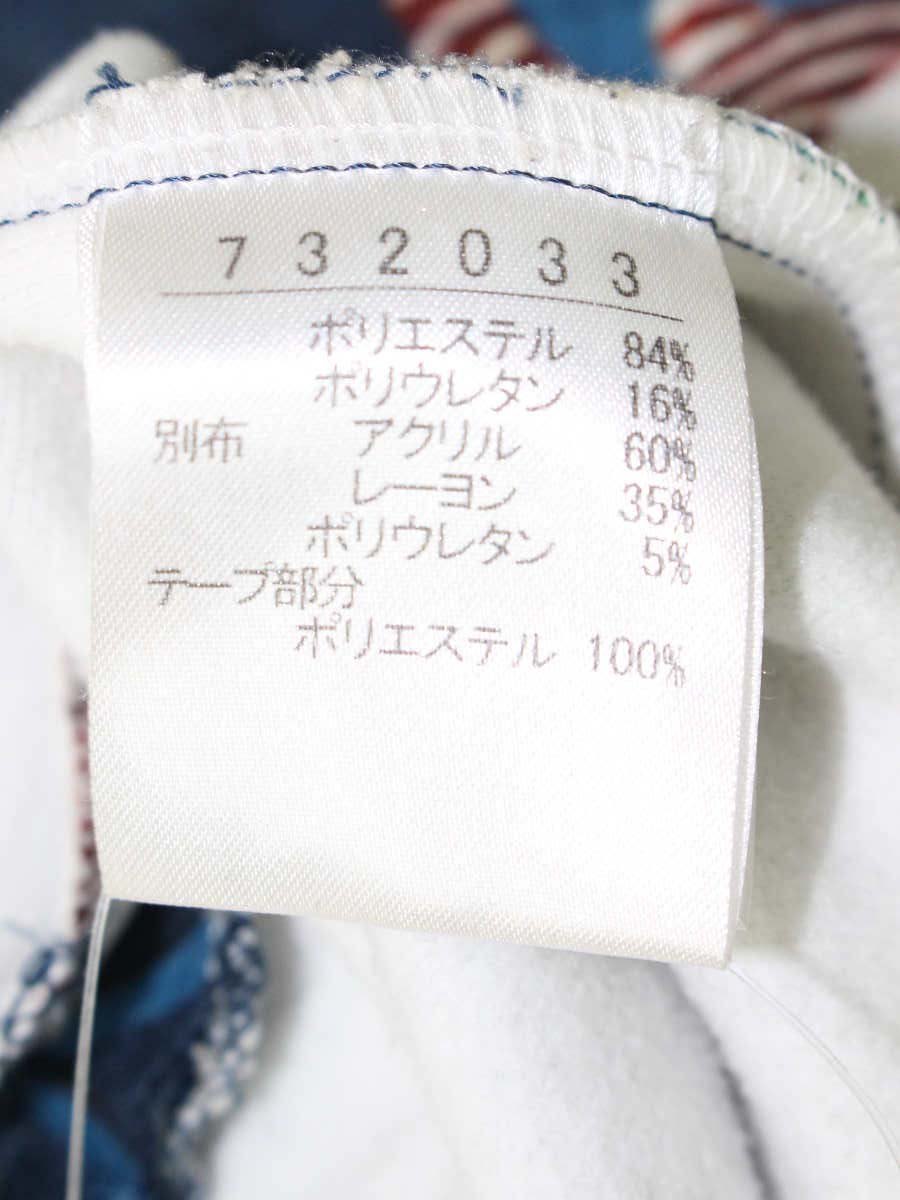 732033
ポリエステル 84%
ポリウレタン 16%
別布 アクリル 60%
レーヨン 35%
ポリウレタン 5%
テープ部分
ポリエステル 100%